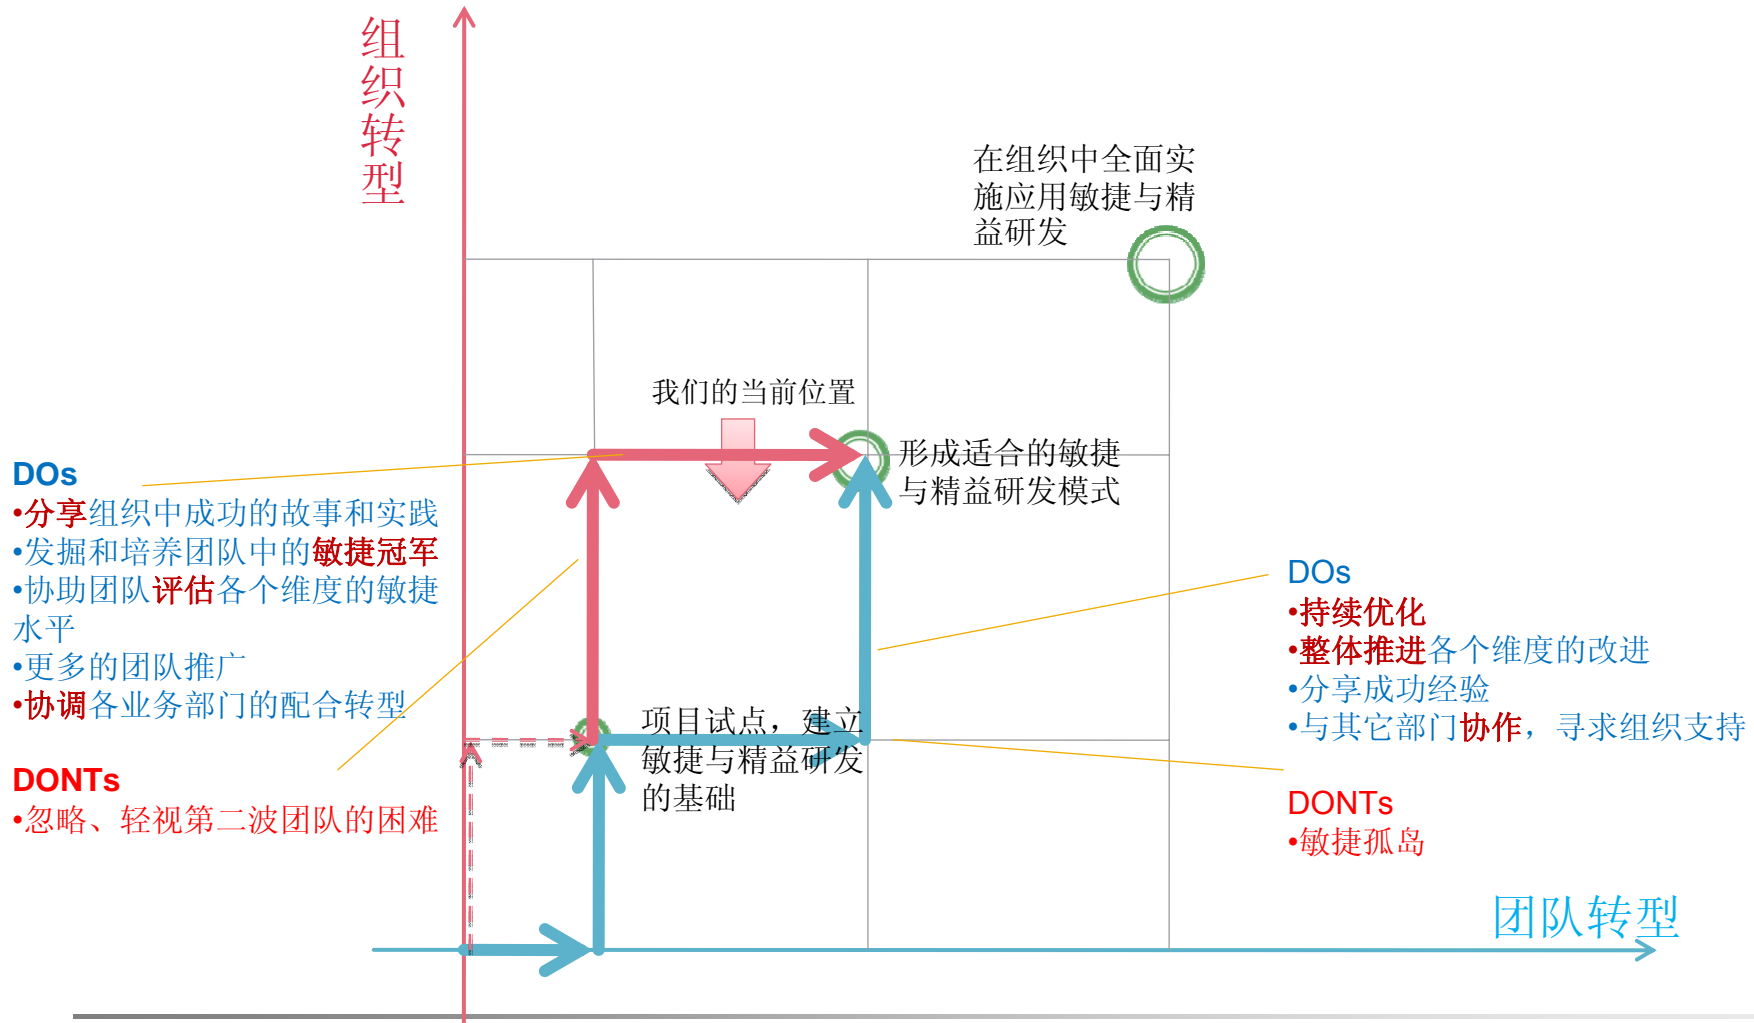 组织转型
在组织中全面实
施应用敏捷与精
益研发
我们的当前位置
形成适合的敏捷
与精益研发模式
DOs
•分享组织中成功的故事和实践
•发掘和培养团队中的敏捷冠军
•协助团队评估各个维度的敏捷
水平
•更多的团队推广
•协调各业务部门的配合转型
DONTs
•忽略、轻视第二波团队的困难
项目试点，建立
敏捷与精益研发
的基础
DOs
•持续优化
•整体推进各个维度的改进
•分享成功经验
•与其它部门协作，寻求组织支持
DONTs
•敏捷孤岛
团队转型